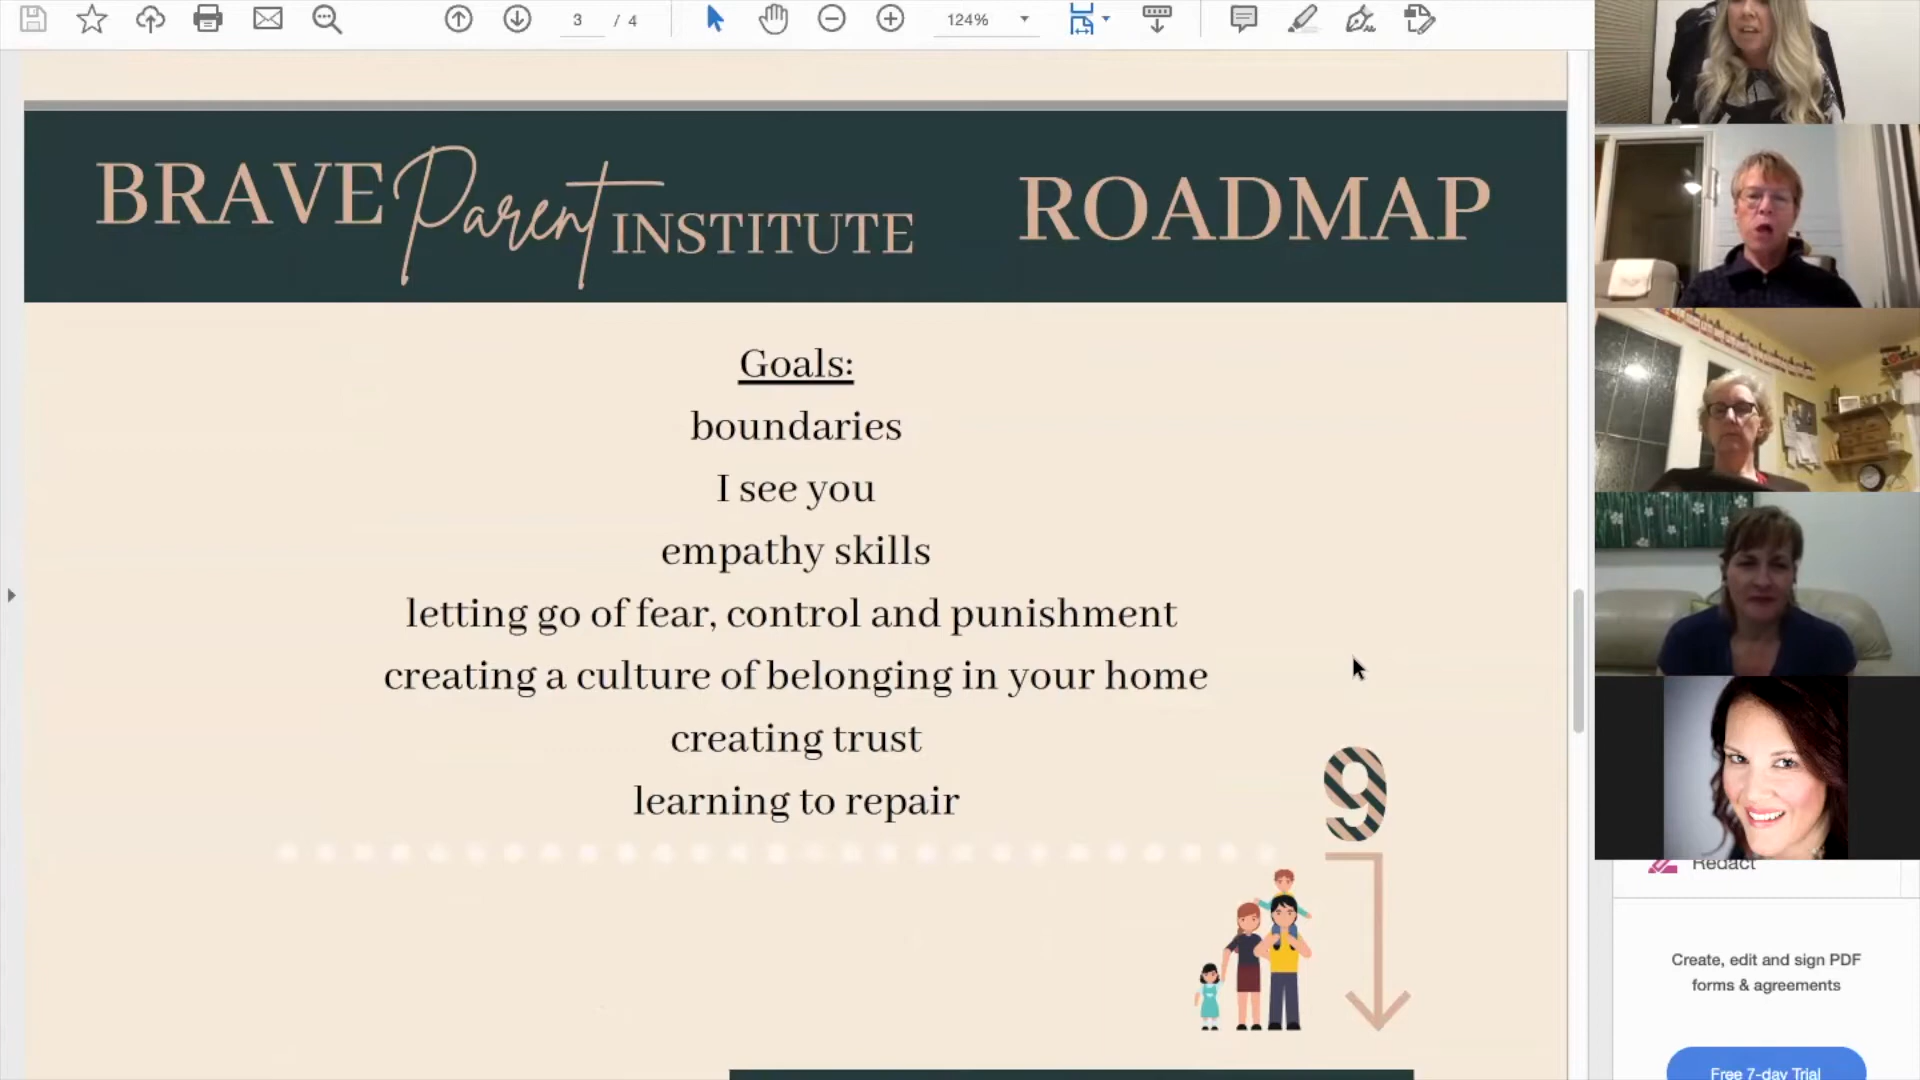 3 / 4
124%
BRAVE Parent INSTITUTE ROADMAP
Goals:
boundaries
I see you
empathy skills
letting go of fear, control and punishment
creating a culture of belonging in your home
creating trust
learning to repair
9
Redact
Create, edit and sign PDF
forms & agreements
Free 7-day Trial